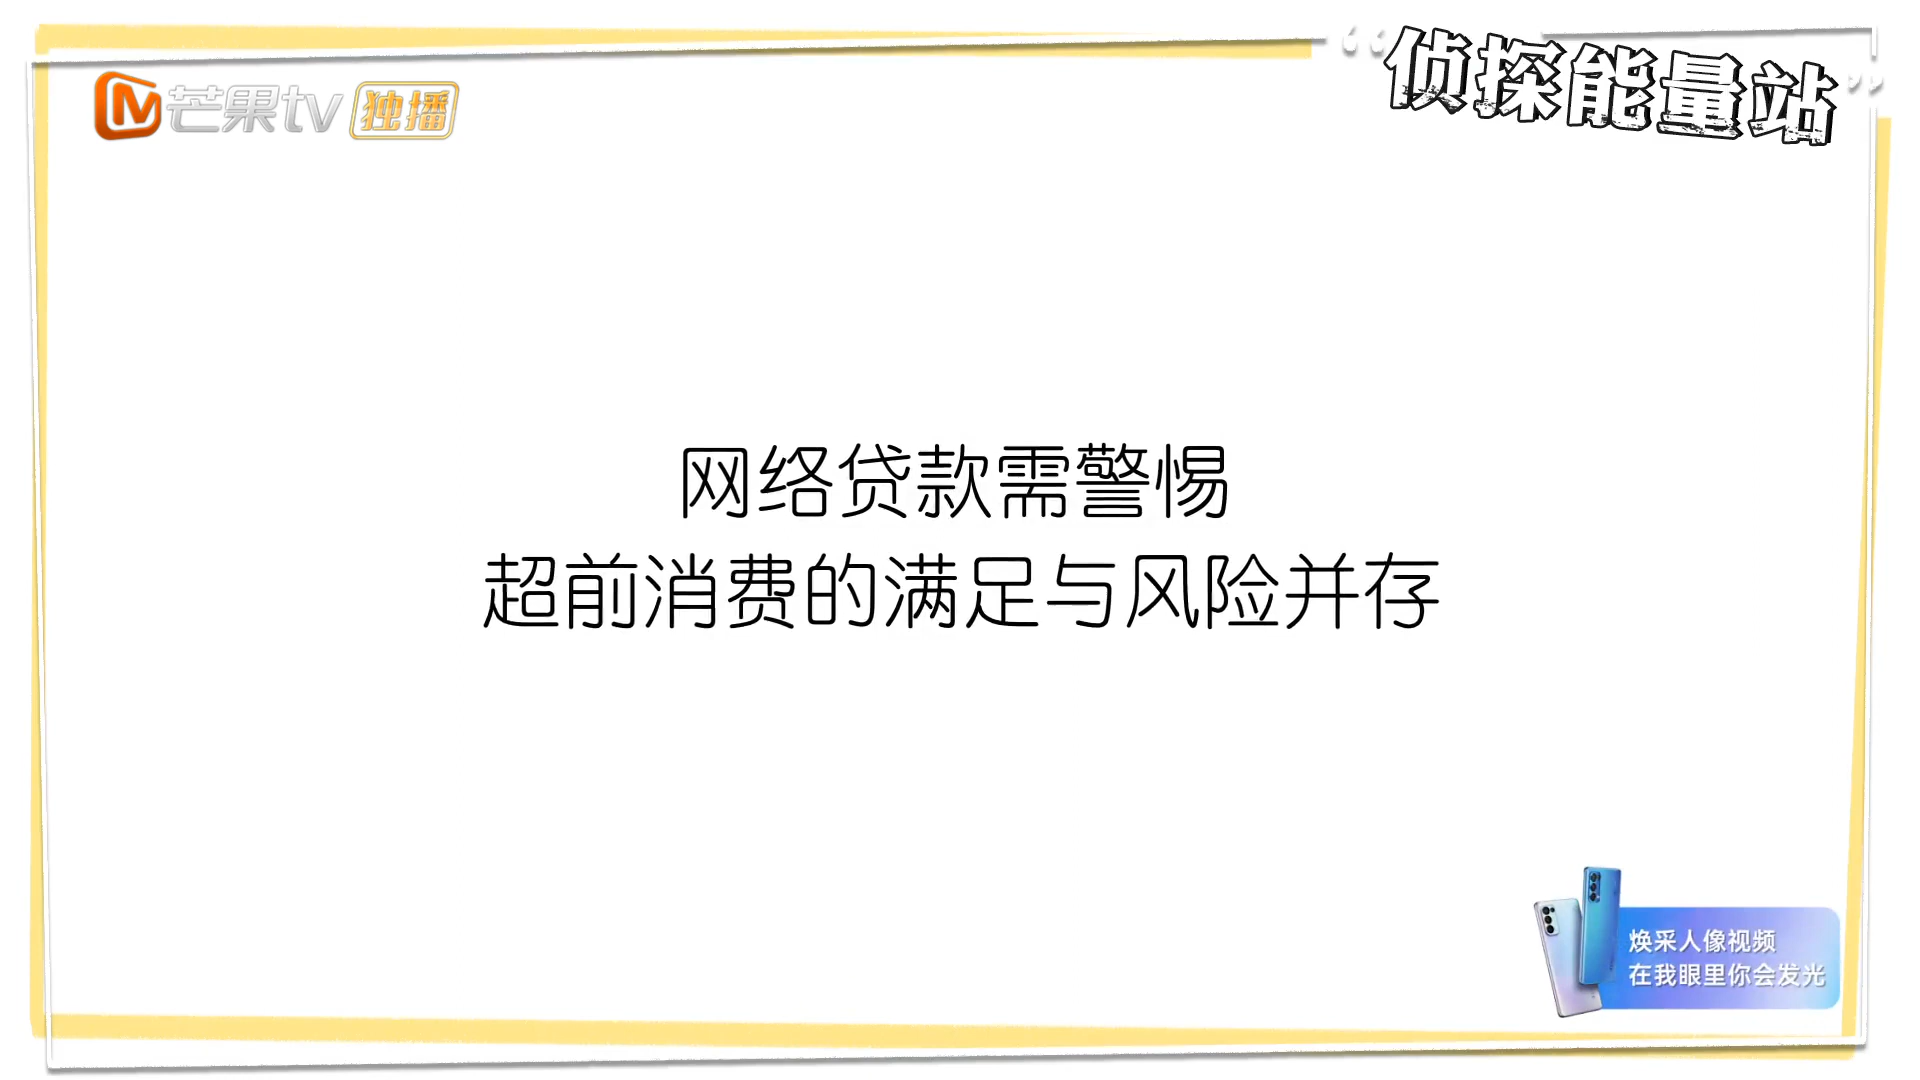 芒果tv 独播
“侦探能量站”
网络贷款需警惕
超前消费的满足与风险并存
焕采人像视频
在我眼里你会发光